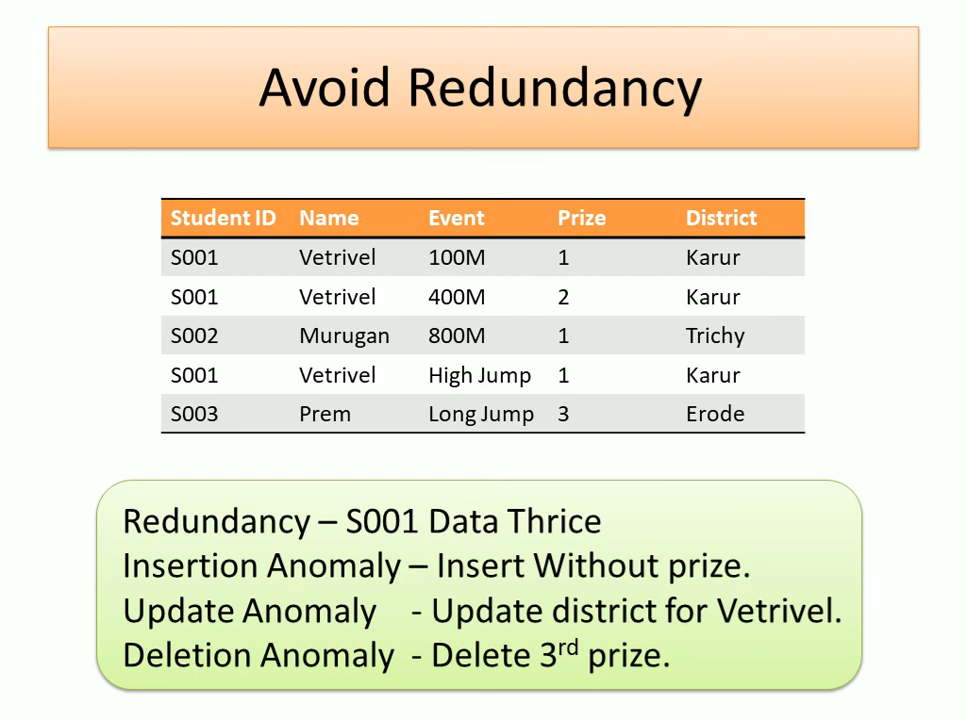 Avoid Redundancy
Student ID Name Event Prize District
S001 Vetrivel 100M 1 Karur
S001 Vetrivel 400M 2 Karur
S002 Murugan 800M 1 Trichy
S001 Vetrivel High Jump 1 Karur
S003 Prem Long Jump 3 Erode
Redundancy – S001 Data Thrice
Insertion Anomaly – Insert Without prize.
Update Anomaly - Update district for Vetrivel.
Deletion Anomaly - Delete 3rd prize.